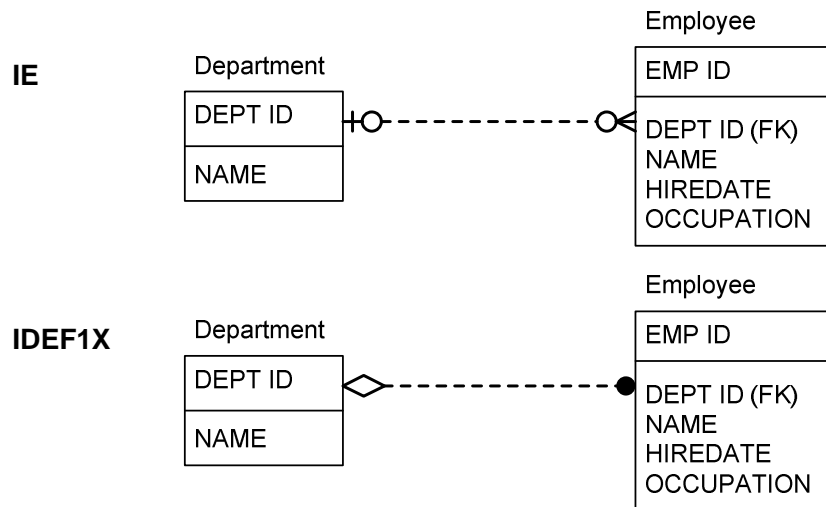 IE
Department
DEPT ID
NAME
Employee
EMP ID
DEPT ID (FK)
NAME
HIREDATE
OCCUPATION
IDEF1X
Department
DEPT ID
NAME
Employee
EMP ID
DEPT ID (FK)
NAME
HIREDATE
OCCUPATION